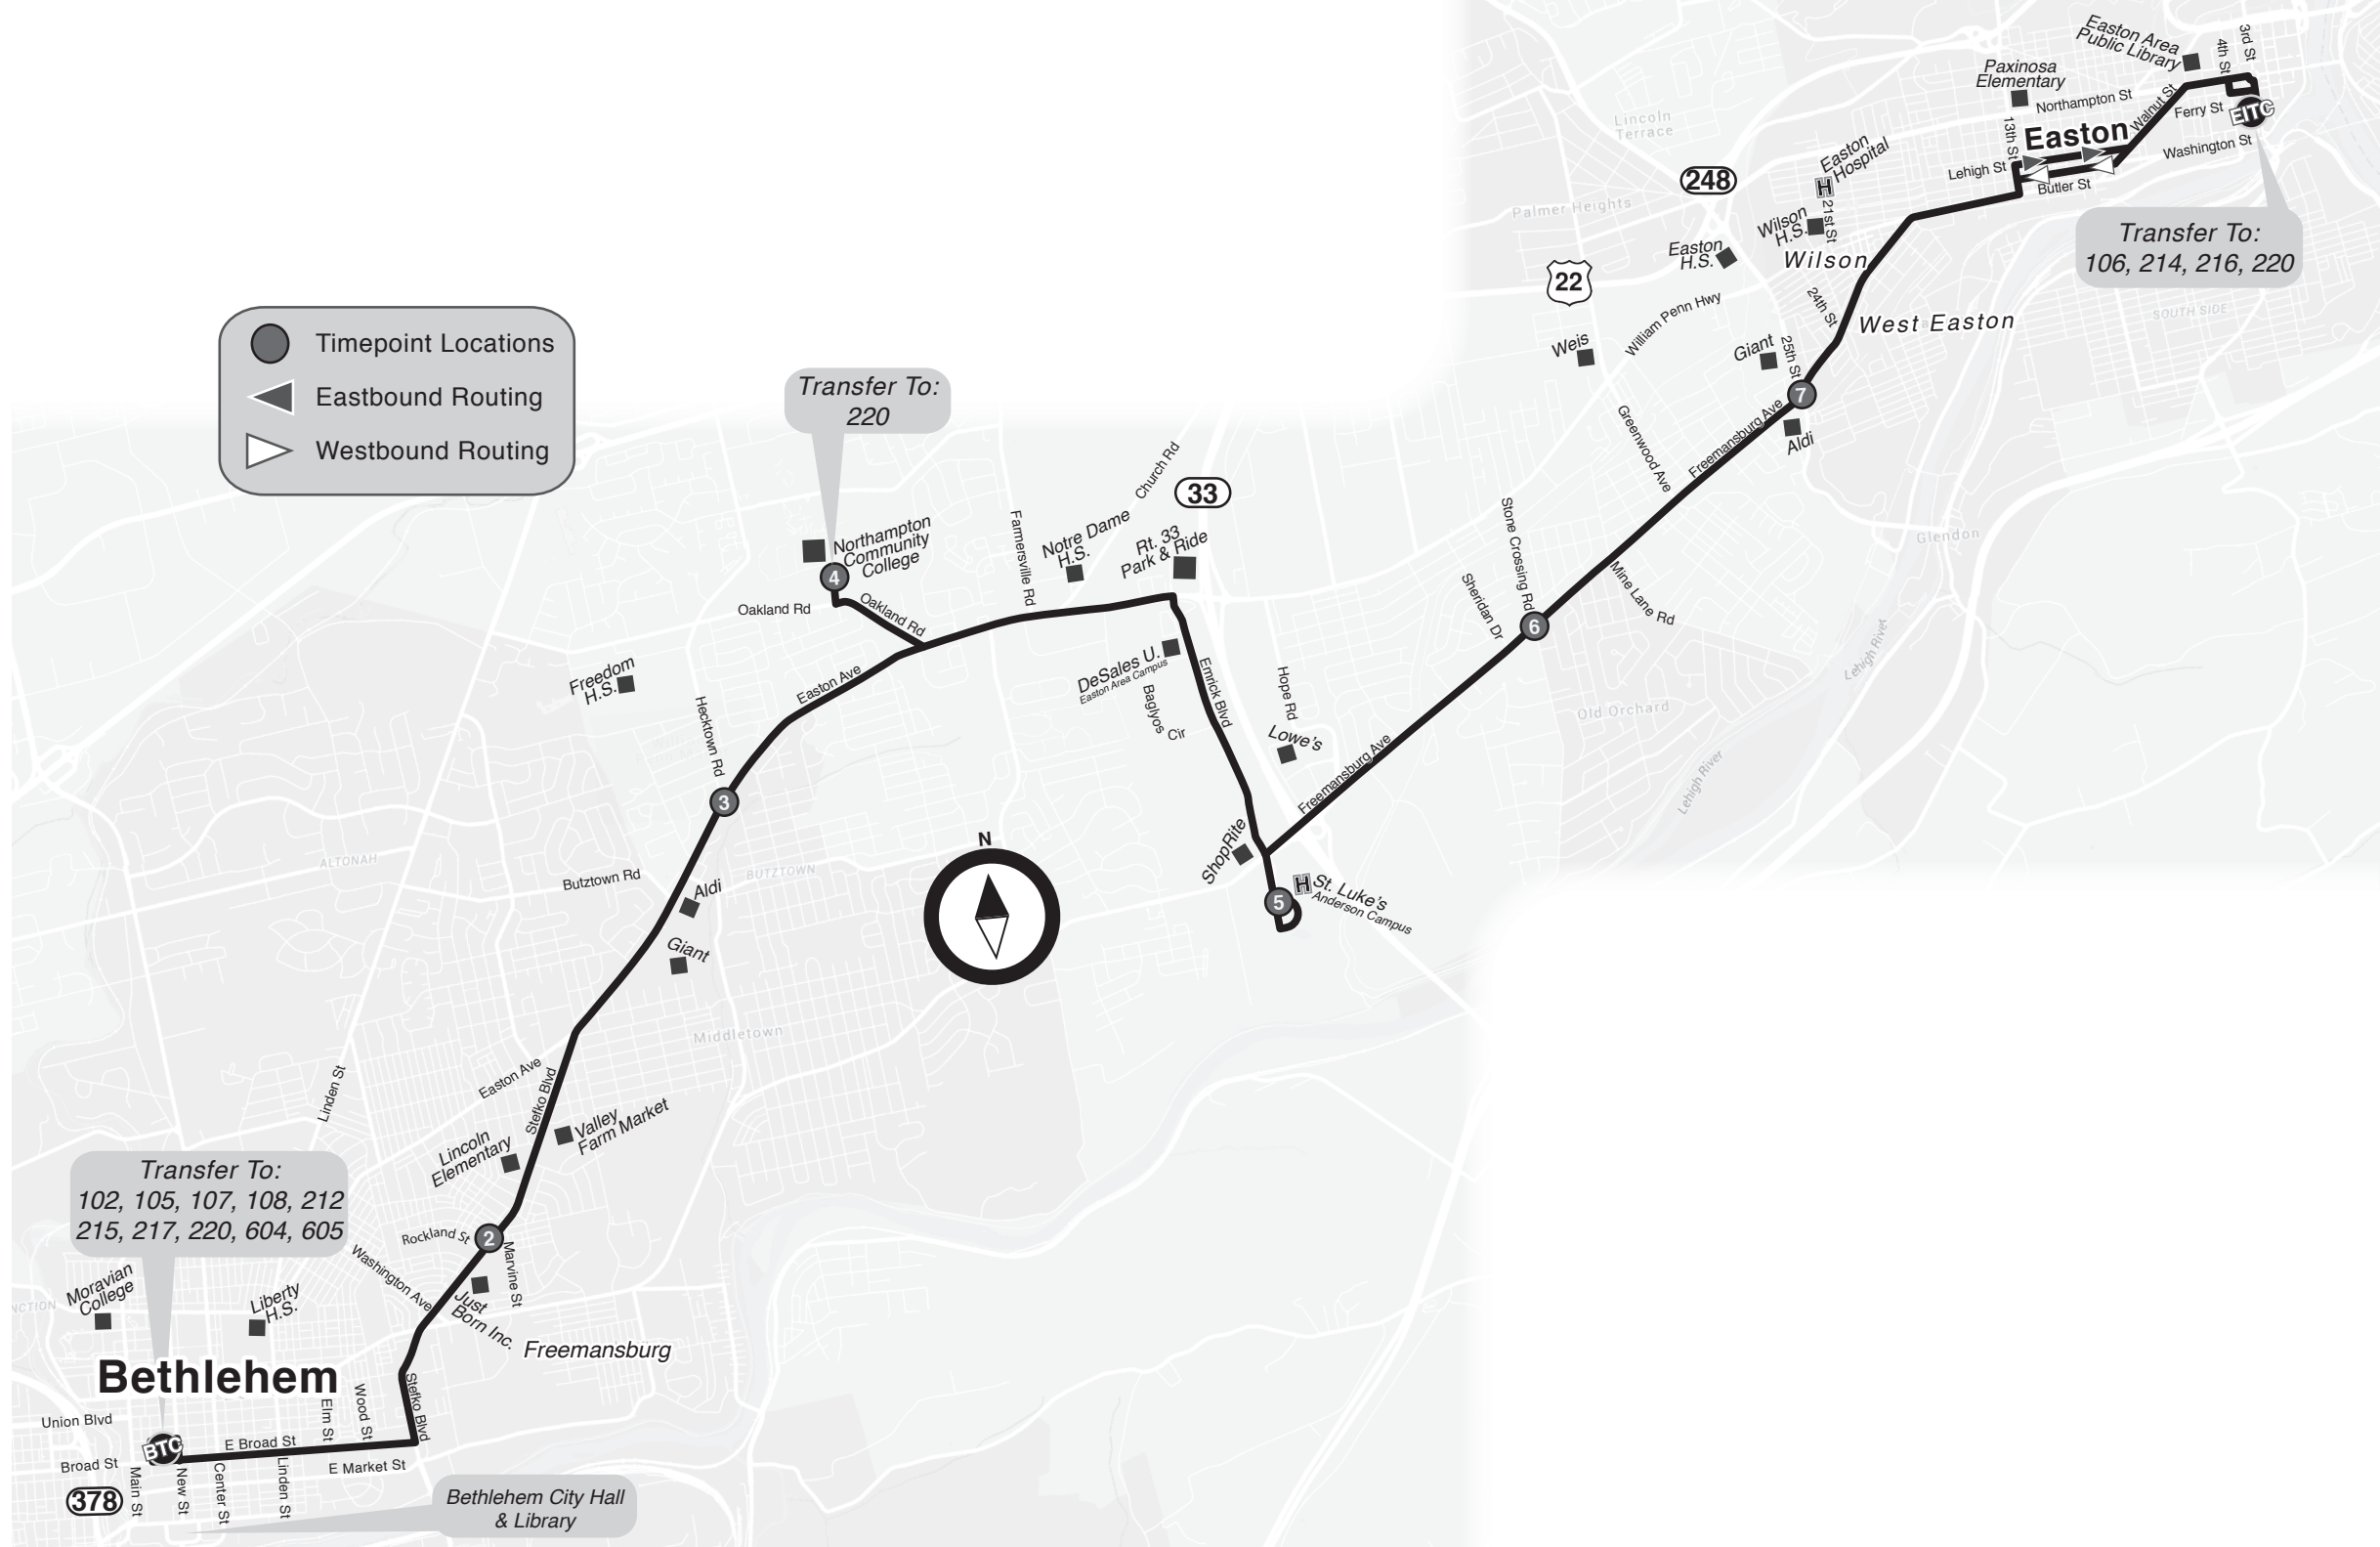 Timepoint Locations
Eastbound Routing
Westbound Routing
Easton Area
Public Library
4th St
3rd St
Paxinosa
Elementary
Northampton St
Walnut St
Ferry St
EITC
13th St
Easton
Washington St
Lehigh St
Butler St
Lincoln
Terrace
248
Easton
Hospital
H
21st St
Palmer Heights
Wilson
H.S.
Easton
H.S.
Wilson
Transfer To:
106, 214, 216, 220
22
William Penn Hwy
24th St
West Easton
SOUTH SIDE
Weis
Giant
25th St
7
Aldi
Greenwood Ave
Freemansburg Ave
Transfer To:
220
Church Rd
33
Northampton
Community
College
4
Farmersville Rd
Notre Dame
H.S.
Rt. 33
Park & Ride
Stone Crossing Rd
Glendon
Oakland Rd
Oakland Rd
Sheridan Dr
6
Mine Lane Rd
Lehigh River
Freedom
H.S.
Hecktown Rd
Easton Ave
DeSales U.
Easton Area Campus
Baglyos
Cir
Emrick Blvd
Hope Rd
Lowe's
Old Orchard
Freemansburg Ave
Lehigh River
3
ALTONAH
Butztown Rd
BUTZTOWN
Aldi
Giant
N
ShopRite
5
H
St. Luke's
Anderson Campus
Middletown
Linden St
Easton Ave
Stefko Blvd
Valley
Farm Market
Lincoln
Elementary
Transfer To:
102, 105, 107, 108, 212
215, 217, 220, 604, 605
Rockland St
2
Marvine St
Washington Ave
Moravian
College
Liberty
H.S.
Just
Born Inc.
Freemansburg
Bethlehem
Union Blvd
Elm St
Wood St
Stefko Blvd
BTC
E Broad St
Broad St
E Market St
378
Main St
New St
Center St
Linden St
Bethlehem City Hall
& Library